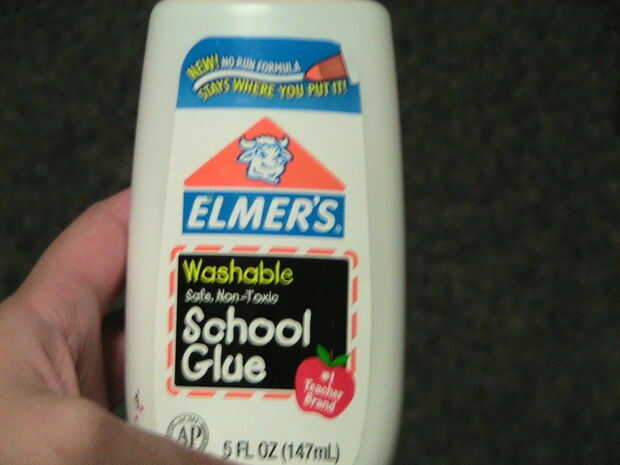 NEW! NO RUN FORMULA
STAYS WHERE YOU PUT IT!
ELMER'S
Washable
Safe, Non-Toxic
School
Glue
#1
Teacher
Brand
AP
5 FL OZ (147mL)